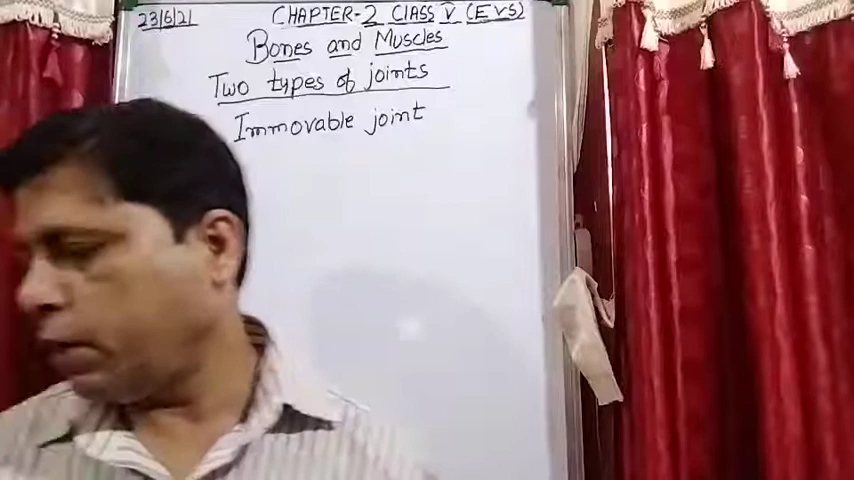 23/6/21 CHAPTER-2 CLASS V (EVS)
Bones and Muscles
Two types of joints
Immovable joint